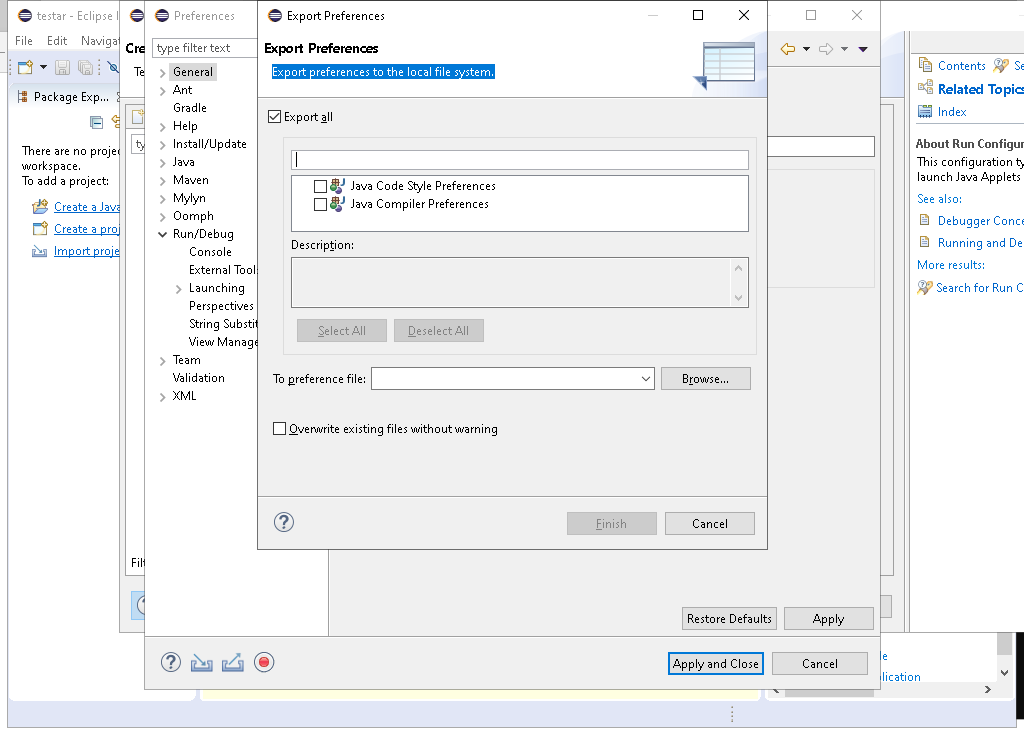 testar - Eclipse I
File Edit Navigat
Package Exp...
There are no projec
workspace.
To add a project:
Create a Java
Create a proj
Import proje
Cre
Te
ty
Filt
Preferences
type filter text
General
Ant
Gradle
Help
Install/Update
Java
Maven
Mylyn
Oomph
Run/Debug
Console
External Tool
Launching
Perspectives
String Substit
View Manage
Team
Validation
XML
Export Preferences
Export Preferences
Export preferences to the local file system.
Export all
Java Code Style Preferences
Java Compiler Preferences
Description:
Select All Deselect All
To preference file:
Browse...
Overwrite existing files without warning
Finish Cancel
Restore Defaults Apply
Apply and Close Cancel
Contents Se
Related Topics
Index
About Run Configur
This configuration ty
launch Java Applets
See also:
Debugger Conce
Running and De
More results:
Search for Run C
le
lication